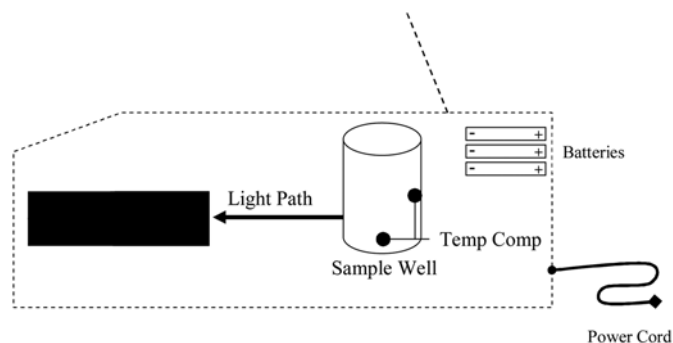 - +
- +
- +
Batteries
Light Path
Temp Comp
Sample Well
Power Cord